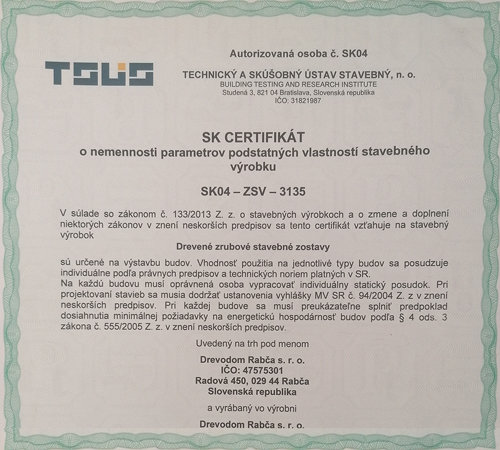 TSUS
Autorizovaná osoba č. SK04
TECHNICKÝ A SKÚŠOBNÝ ÚSTAV STAVEBNÝ, n. o.
BUILDING TESTING AND RESEARCH INSTITUTE
Studená 3, 821 04 Bratislava, Slovenská republika
IČO: 31821987
SK CERTIFIKÁT
o nemennosti parametrov podstatných vlastností stavebného
výrobku
SK04 – ZSV – 3135
V súlade so zákonom č. 133/2013 Z. z. o stavebných výrobkoch a o zmene a doplnení
niektorých zákonov v znení neskorších predpisov sa tento certifikát vzťahuje na stavebný
výrobok
Drevené zrubové stavebné zostavy
sú určené na výstavbu budov. Vhodnosť použitia na jednotlivé typy budov sa posudzuje
individuálne podľa právnych predpisov a technických noriem platných v SR.
Na každú budovu musí oprávnená osoba vypracovať individuálny statický posudok. Pri
projektovaní stavieb sa musia dodržať ustanovenia vyhlášky MV SR č. 94/2004 Z. z v znení
neskorších predpisov. Pri každej budove sa musí preukázateľne splniť predpoklad
dosiahnutia minimálnej požiadavky na energetickú hospodárnosť budov podľa § 4 ods. 3
zákona č. 555/2005 Z. z v znení neskorších predpisov.
Uvedený na trh pod menom
Drevodom Rabča s. r. o.
IČO: 47575301
Radová 450, 029 44 Rabča
Slovenská republika
a vyrábaný vo výrobni
Drevodom Rabča s. r. o.